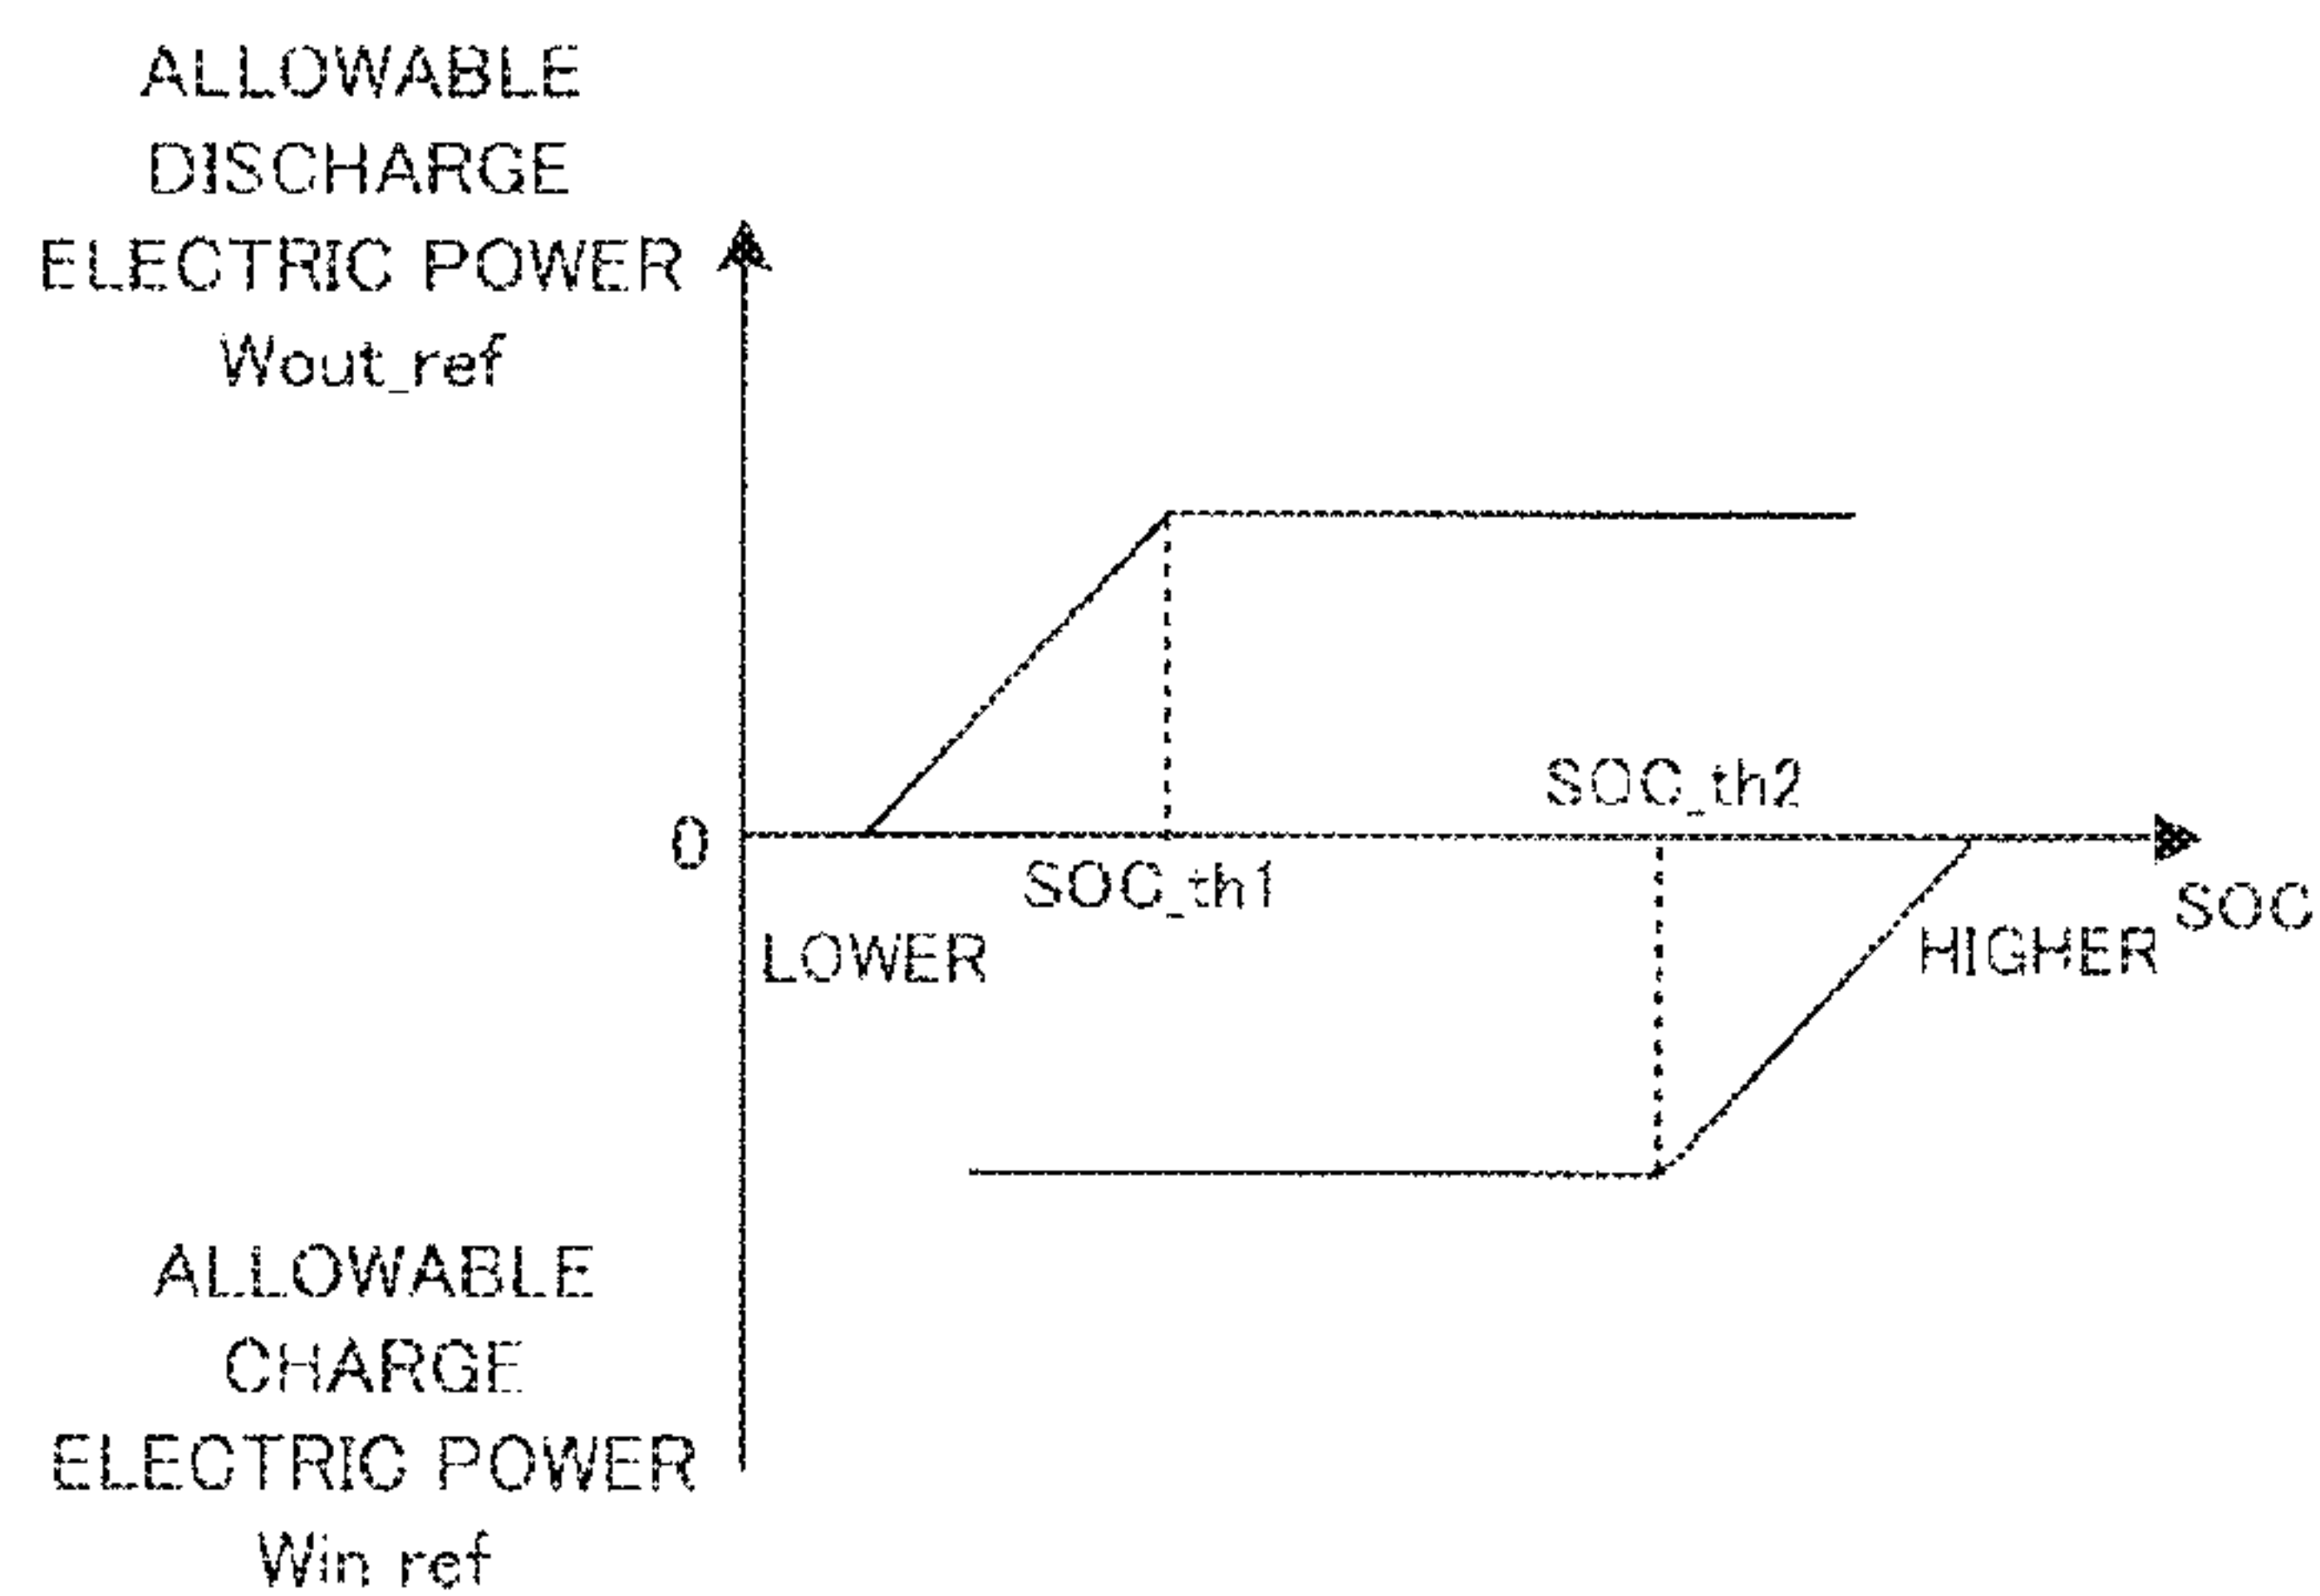 ALLOWABLE
DISCHARGE
ELECTRIC POWER
Wout_ref
SOC_th2
0
SOC_th1
SOC
LOWER
HIGHER
ALLOWABLE
CHARGE
ELECTRIC POWER
Win ref